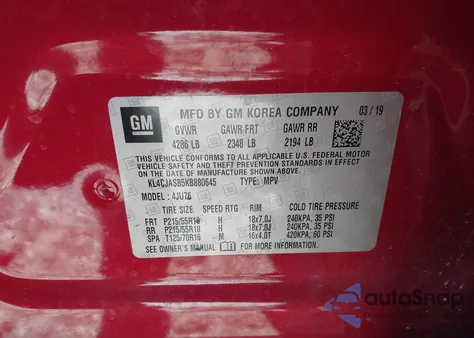 GM
MFD BY GM KOREA COMPANY 03/19
GVWR GAWR FRT GAWR RR
4286 LB 2348 LB 2194 LB
THIS VEHICLE CONFORMS TO ALL APPLICABLE U.S. FEDERAL MOTOR
VEHICLE SAFETY AND THEFT PREVENTION STANDARDS IN EFFECT ON THE
DATE OF MANUFACTURE SHOWN ABOVE.
KL4CJASB5KB880645 TYPE: MPV
MODEL: 4JU76
TIRE SIZE SPEED RTG RIM COLD TIRE PRESSURE
FRT P215/55R18 H 18x7.0J 240KPA, 35 PSI
RR P215/55R18 H 18x7.0J 240KPA, 35 PSI
SPA T125/70R16 M 16x4.0T 420KPA, 60 PSI
SEE OWNER'S MANUAL FOR MORE INFORMATION.
autoSnap